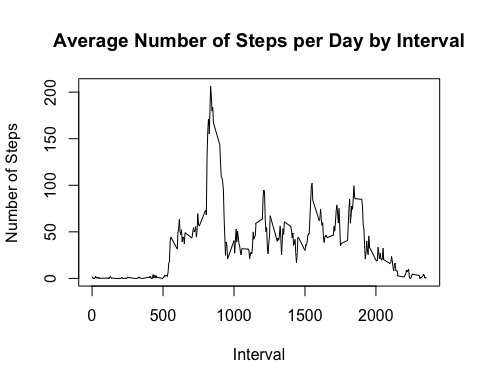 Average Number of Steps per Day by Interval
Number of Steps
200
150
100
50
0
0 500 1000 1500 2000
Interval